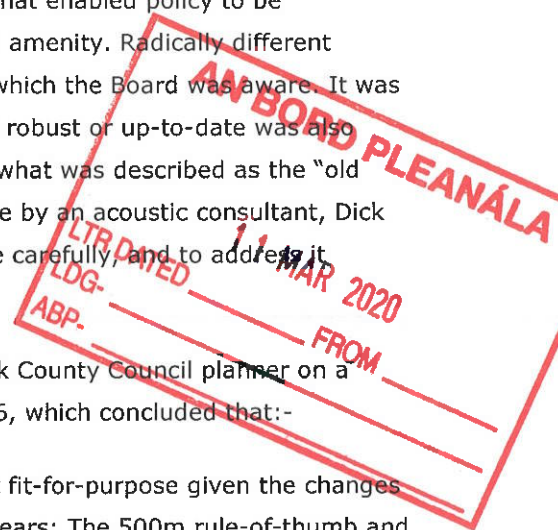 that enabled policy to be
amenity. Radically different
which the Board was aware. It was
robust or up-to-date was also
what was described as the "old
e by an acoustic consultant, Dick
e carefully, and to address it
k County Council planner on a
6, which concluded that:-
fit-for-purpose given the changes
ears: The 500m rule-of-thumb and
AN BORD PLEANÁLA
11 MAR 2020
LTR DATED FROM
LDG-
ABP-